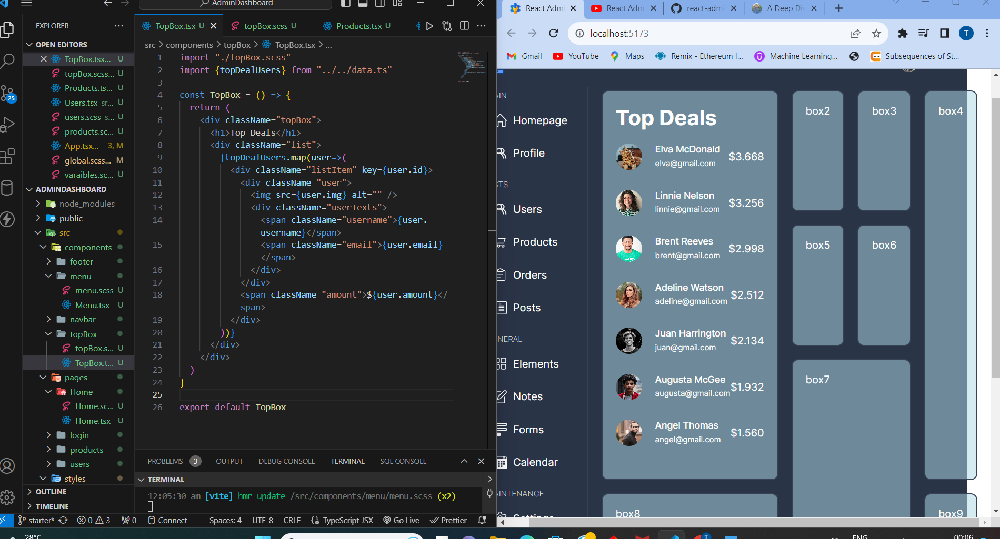 AdminDashboard
EXPLORER
OPEN EDITORS
TopBox.tsx... U
topBox.scss... U
Products.ts... U
Users.tsx sr... U
users.scss s... U
products.sc... U
App.tsx... 3, M
global.scss... M
varaibles.sc... U
ADMINDASHBOARD
node_modules
public
src
components
footer
menu
menu.scss U
Menu.tsx U
navbar
topBox
topBox.s... U
TopBox.t... U
pages
Home
Home.sc... U
Home.tsx U
login
products
users
styles
OUTLINE
TIMELINE
25
TopBox.tsx U
topBox.scss U
Products.tsx U
src > components > topBox > TopBox.tsx > ...
1 import "./topBox.scss"
2 import {topDealUsers} from "../../data.ts"
3
4 const TopBox = () => {
5 return (
6 <div className="topBox">
7 <h1>Top Deals</h1>
8 <div className="list">
9 {topDealUsers.map(user=>(
10 <div className="listItem" key={user.id}>
11 <div className="user">
12 <img src={user.img} alt="" />
13 <div className="userTexts">
14 <span className="username">{user.
username}</span>
15 <span className="email">{user.email}
</span>
16 </div>
17 </div>
18 <span className="amount">${user.amount}</
span>
19 </div>
20 ))}
21 </div>
22 </div>
23 )
24 }
25
26 export default TopBox
PROBLEMS 3 OUTPUT DEBUG CONSOLE TERMINAL SQL CONSOLE
TERMINAL
12:05:30 am [vite] hmr update /src/components/menu/menu.scss (x2)
starter* 0 3 0 Connect Spaces: 4 UTF-8 CRLF TypeScript JSX Go Live Prettier
28°C
React Admi
React Adm
react-admi
A Deep Di
localhost:5173
T
Gmail YouTube Maps Remix - Ethereum I... Machine Learning... Subsequences of St...
AIN
Homepage
Profile
STS
Users
Products
Orders
Posts
NERAL
Elements
Notes
Forms
Calendar
AINTENANCE
Settings
Top Deals
Elva McDonald
elva@gmail.com
$3.668
Linnie Nelson
linnie@gmail.com
$3.256
Brent Reeves
brent@gmail.com
$2.998
Adeline Watson
adeline@gmail.com
$2.512
Juan Harrington
juan@gmail.com
$2.134
Augusta McGee
augusta@gmail.com
$1.932
Angel Thomas
angel@gmail.com
$1.560
box2
box3
box4
box5
box6
box7
box8
box9
ENG
00:06